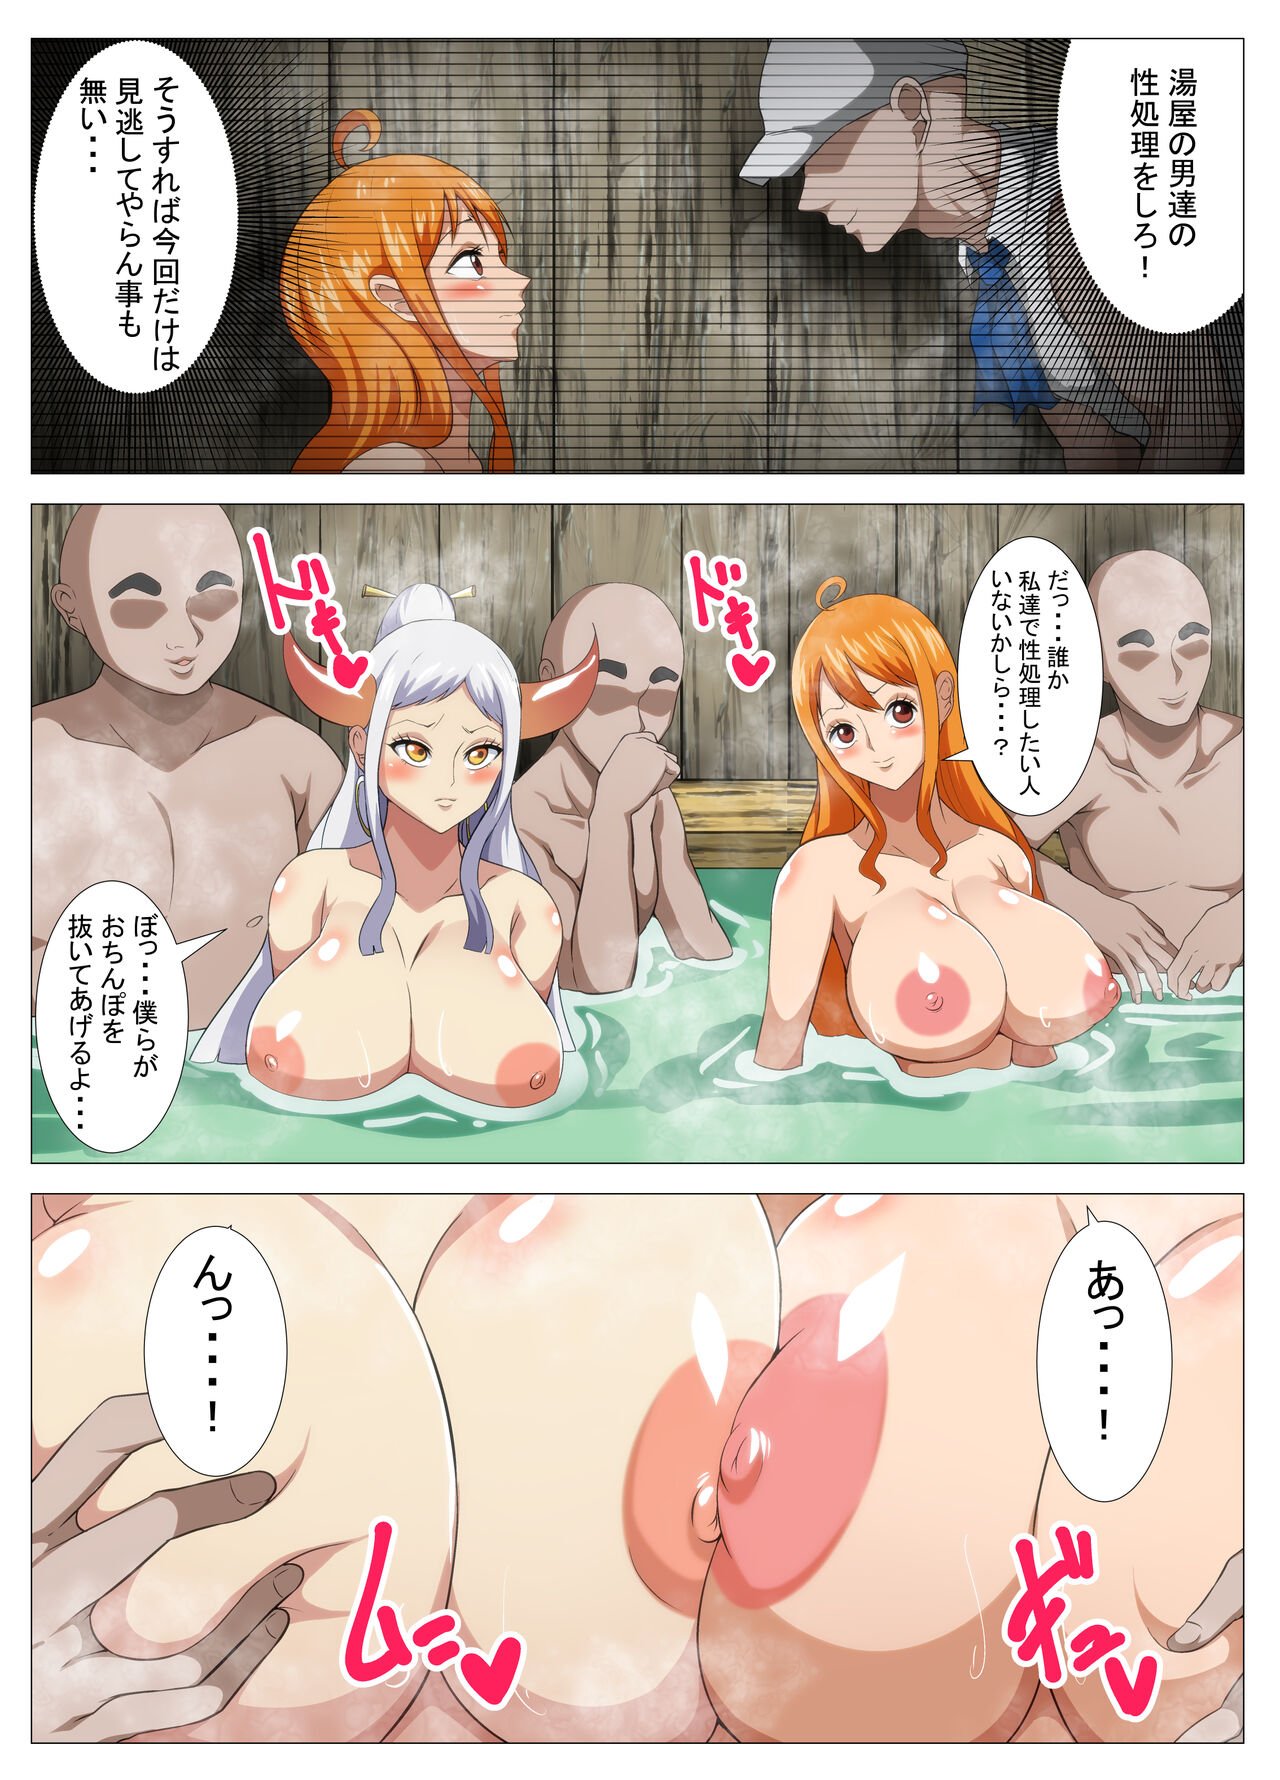 湯屋の男達の
性処理をしろ！
そうすれば今回だけは
見逃してやらん事も
無い・・・
だっ・・・誰か
私達で性処理したい人
いないかしら・・・？
ドキ♥
ドキ♥
ぼっ・・・僕らが
おちんぽを
抜いてあげるよ・・・
あっ・・・！
んっ・・・！
ギュッ♥
ムニ♥